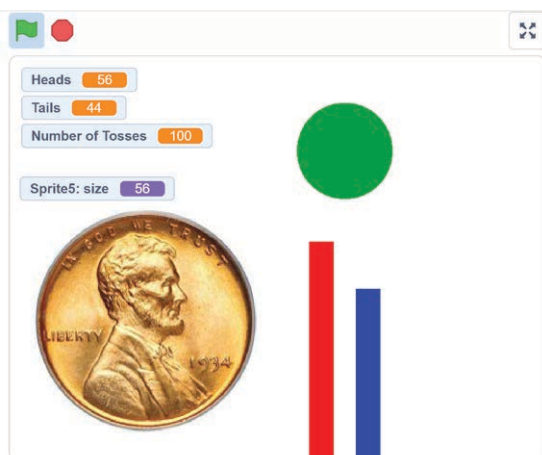 Heads 56
Tails 44
Number of Tosses 100
Sprite5: size 56
IN GOD WE TRUST
LIBERTY
1934